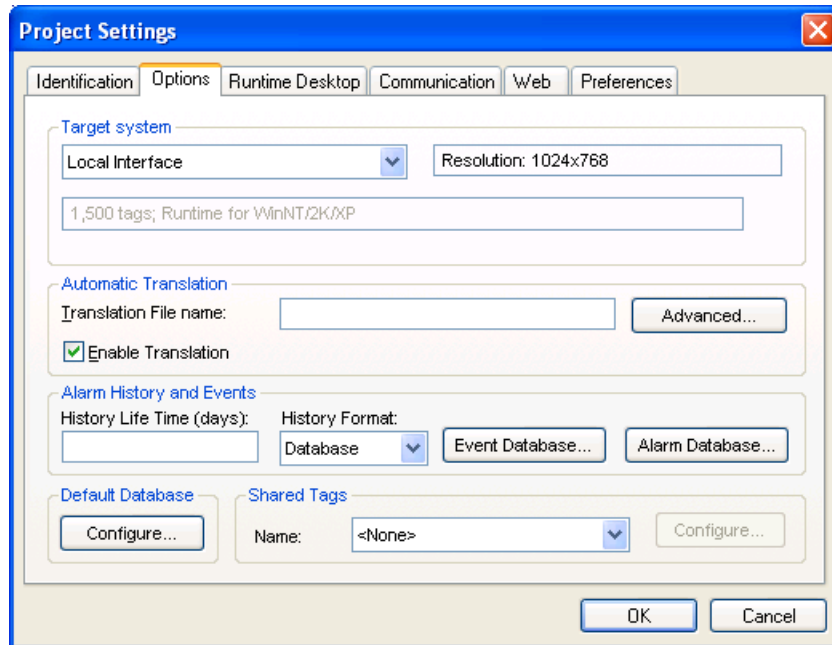 Project Settings
Identification Options Runtime Desktop Communication Web Preferences
Target system
Local Interface Resolution: 1024x768
1,500 tags; Runtime for WinNT/2K/XP
Automatic Translation
Translation File name: Advanced...
Enable Translation
Alarm History and Events
History Life Time (days): History Format:
Database Event Database... Alarm Database...
Default Database Shared Tags
Configure... Name: <None> Configure...
OK Cancel